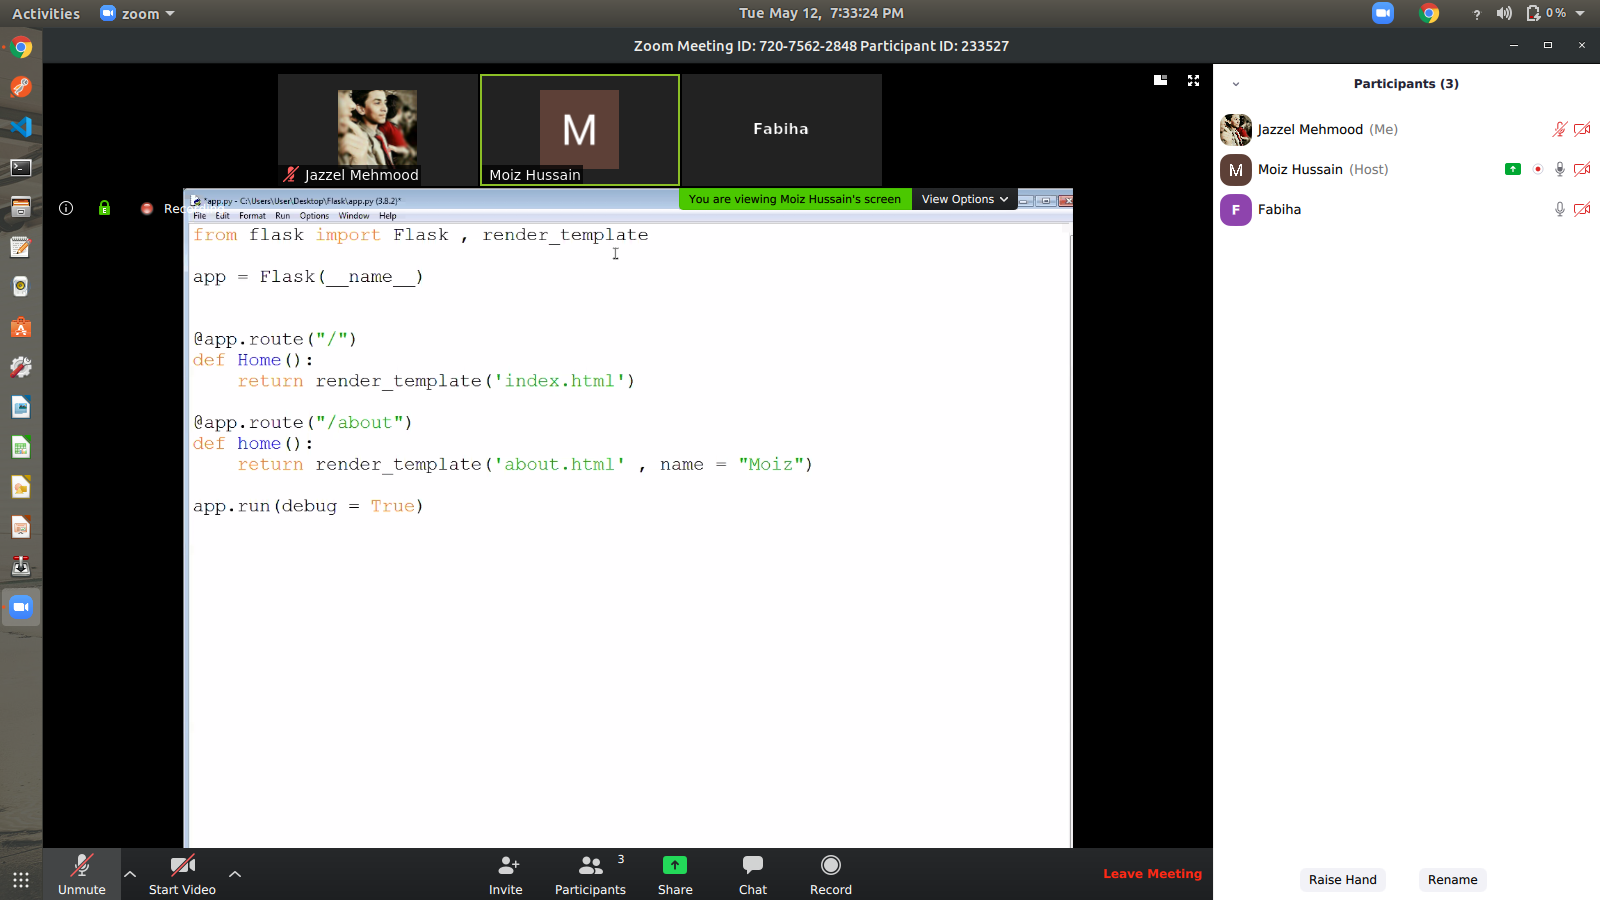 Activities zoom Tue May 12, 7:33:24 PM ? 0 %
Zoom Meeting ID: 720-7562-2848 Participant ID: 233527
M
Fabiha
Jazzel Mehmood
Moiz Hussain
Participants (3)
Jazzel Mehmood (Me)
M Moiz Hussain (Host)
F Fabiha
*app.py - C:\Users\User\Desktop\Flask\app.py (3.8.2)*
You are viewing Moiz Hussain's screen View Options
File Edit Format Run Options Window Help
from flask import Flask , render_template
app = Flask(__name__)
@app.route("/")
def Home():
    return render_template('index.html')
@app.route("/about")
def home():
    return render_template('about.html' , name = "Moiz")
app.run(debug = True)
3
Unmute Start Video Invite Participants Share Chat Record
Leave Meeting
Raise Hand Rename